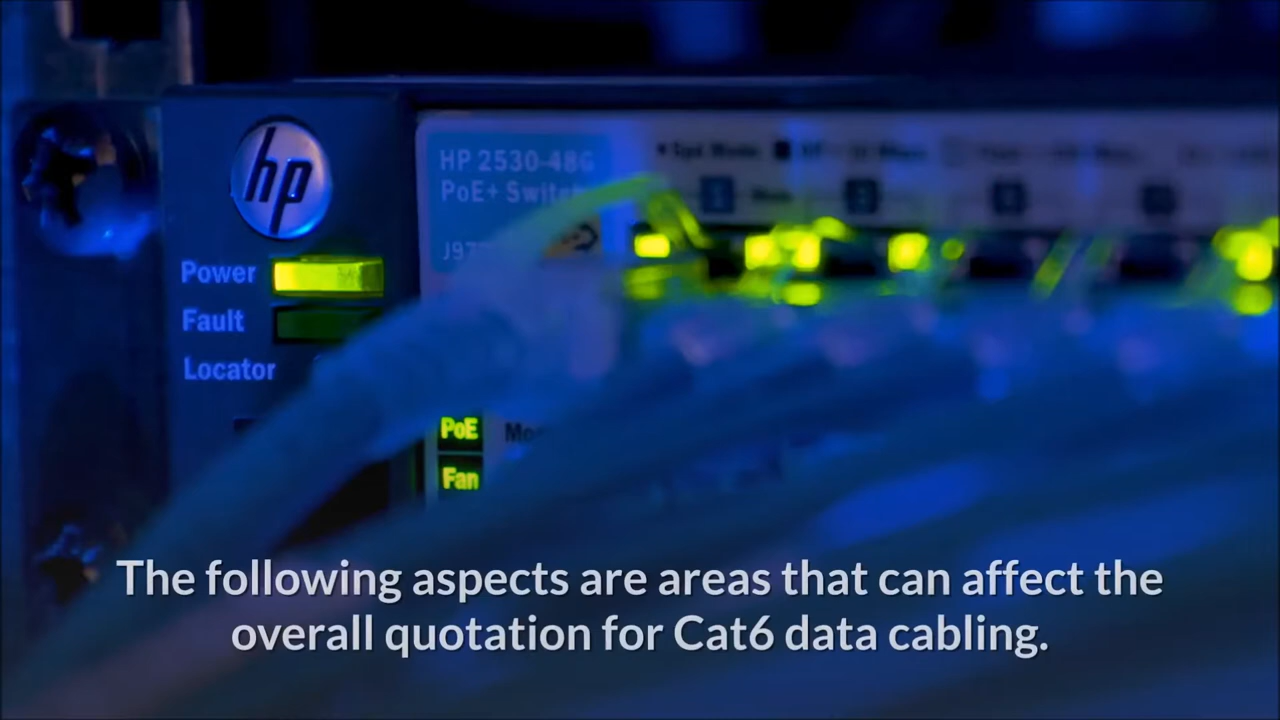 hp
HP 2530-48G
PoE+ Switch
J97
Power
Fault
Locator
PoE
Fan
The following aspects are areas that can affect the
overall quotation for Cat6 data cabling.